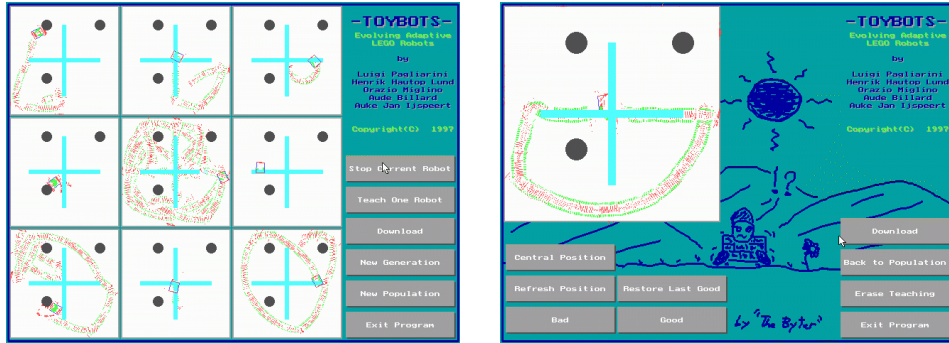 -TOYBOTS-
Evolving Adaptive
LEGO Robots
by
Luigi Pagliarini
Henrik Hautop Lund
Orazio Miglino
Aude Billard
Auke Jan Ijspeert
Copyright(C) 1997
Stop Current Robot
Teach One Robot
Download
New Generation
New Population
Exit Program
-TOYBOTS-
Evolving Adaptive
LEGO Robots
by
Luigi Pagliarini
Henrik Hautop Lund
Orazio Miglino
Aude Billard
Auke Jan Ijspeert
Copyright(C) 1997
!?
Central Position
Refresh Position
Restore Last Good
Bad
Good
by "The Byter"
Download
Back to Population
Erase Teaching
Exit Program